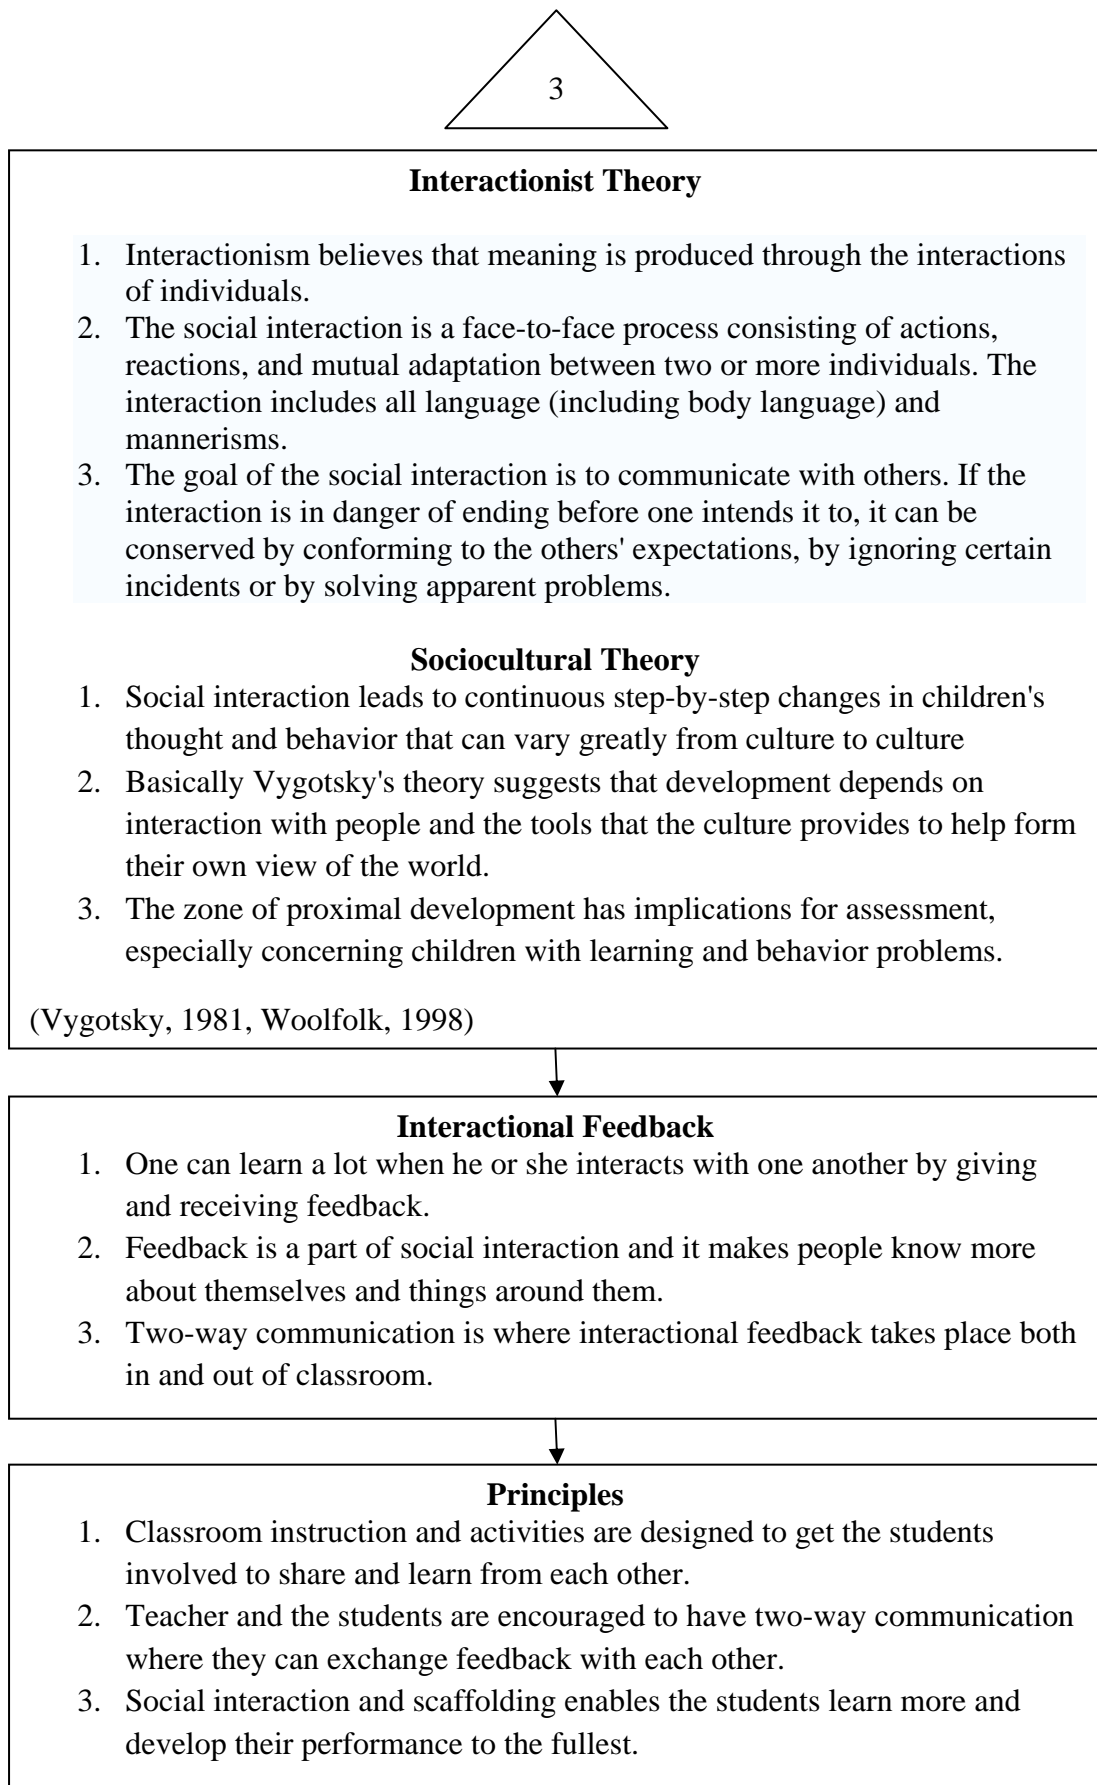 3
Interactionist Theory
1. Interactionism believes that meaning is produced through the interactions
of individuals.
2. The social interaction is a face-to-face process consisting of actions,
reactions, and mutual adaptation between two or more individuals. The
interaction includes all language (including body language) and
mannerisms.
3. The goal of the social interaction is to communicate with others. If the
interaction is in danger of ending before one intends it to, it can be
conserved by conforming to the others' expectations, by ignoring certain
incidents or by solving apparent problems.
Sociocultural Theory
1. Social interaction leads to continuous step-by-step changes in children's
thought and behavior that can vary greatly from culture to culture
2. Basically Vygotsky's theory suggests that development depends on
interaction with people and the tools that the culture provides to help form
their own view of the world.
3. The zone of proximal development has implications for assessment,
especially concerning children with learning and behavior problems.
(Vygotsky, 1981, Woolfolk, 1998)
Interactional Feedback
1. One can learn a lot when he or she interacts with one another by giving
and receiving feedback.
2. Feedback is a part of social interaction and it makes people know more
about themselves and things around them.
3. Two-way communication is where interactional feedback takes place both
in and out of classroom.
Principles
1. Classroom instruction and activities are designed to get the students
involved to share and learn from each other.
2. Teacher and the students are encouraged to have two-way communication
where they can exchange feedback with each other.
3. Social interaction and scaffolding enables the students learn more and
develop their performance to the fullest.